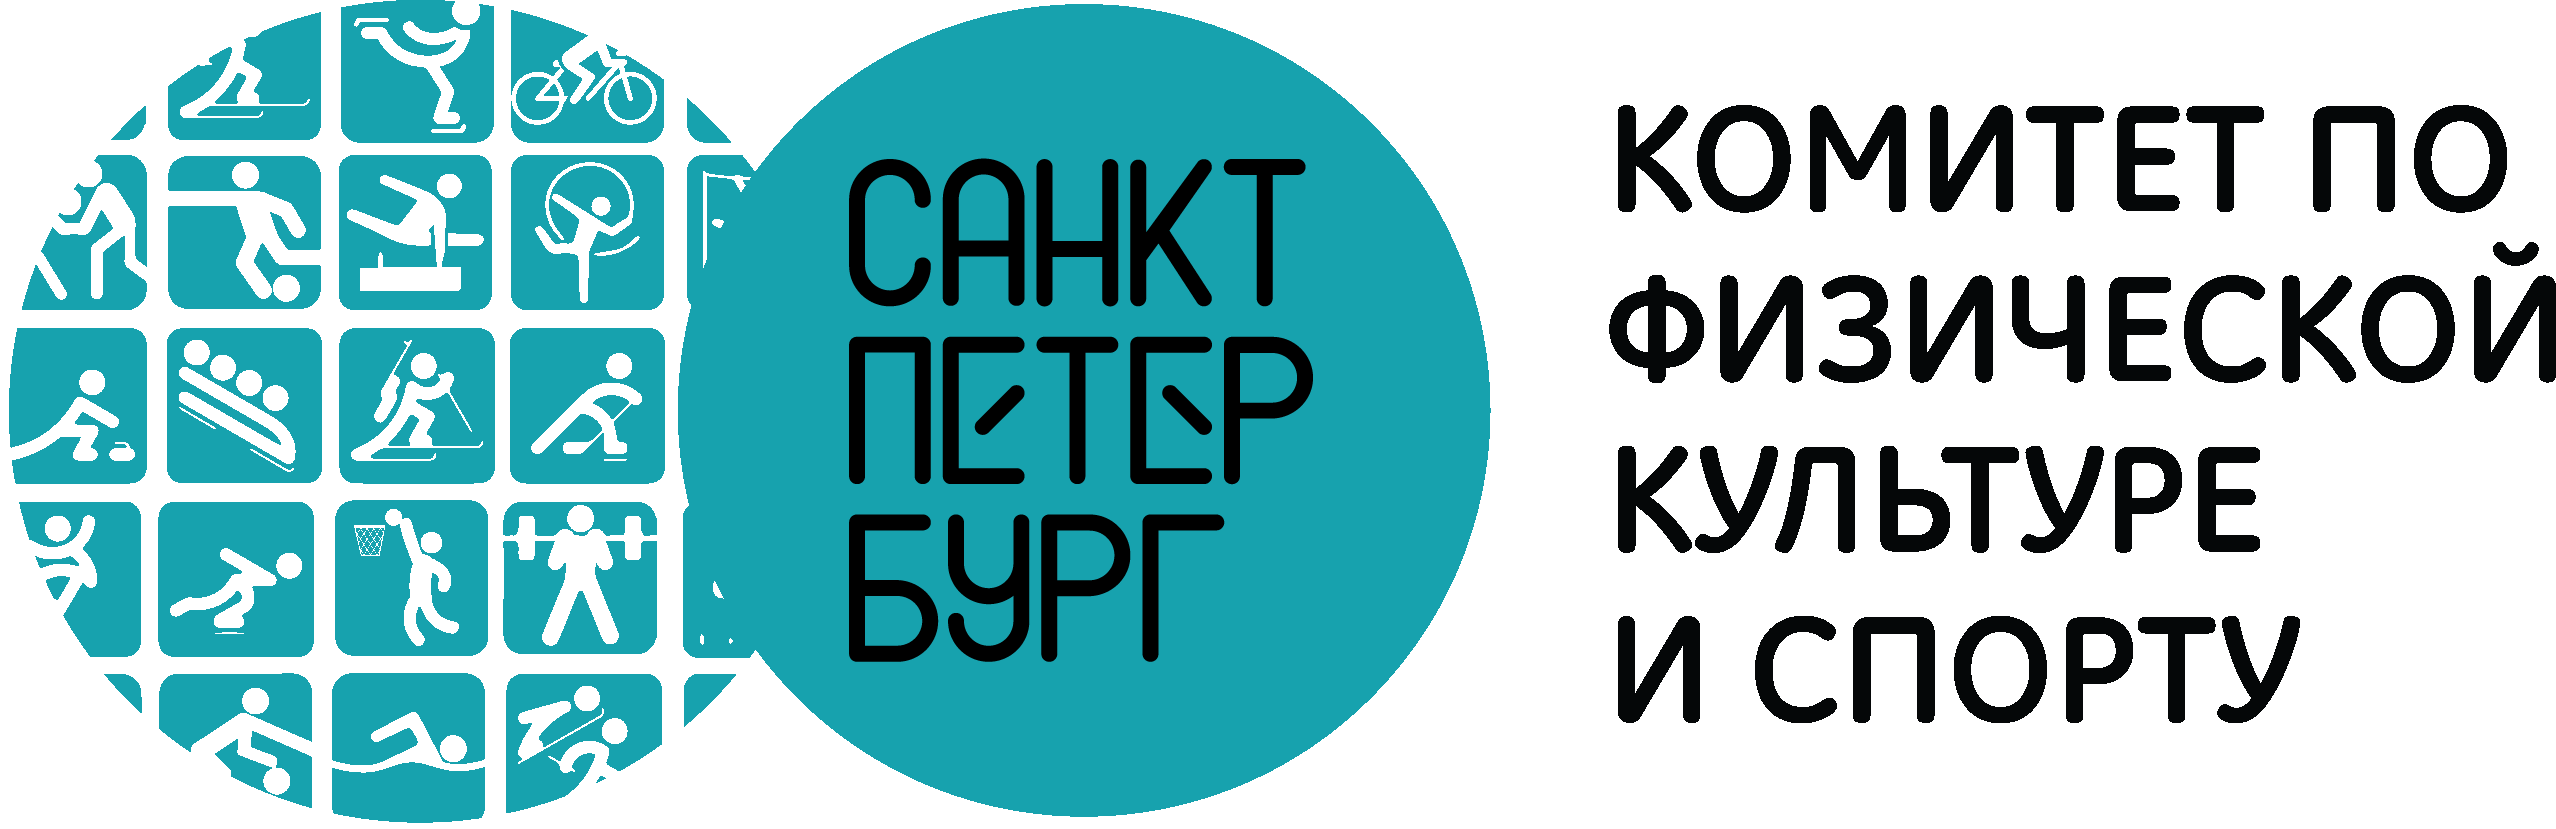 САНКТ
ПЕТЕР
БУРГ
КОМИТЕТ ПО
ФИЗИЧЕСКОЙ
КУЛЬТУРЕ
И СПОРТУ